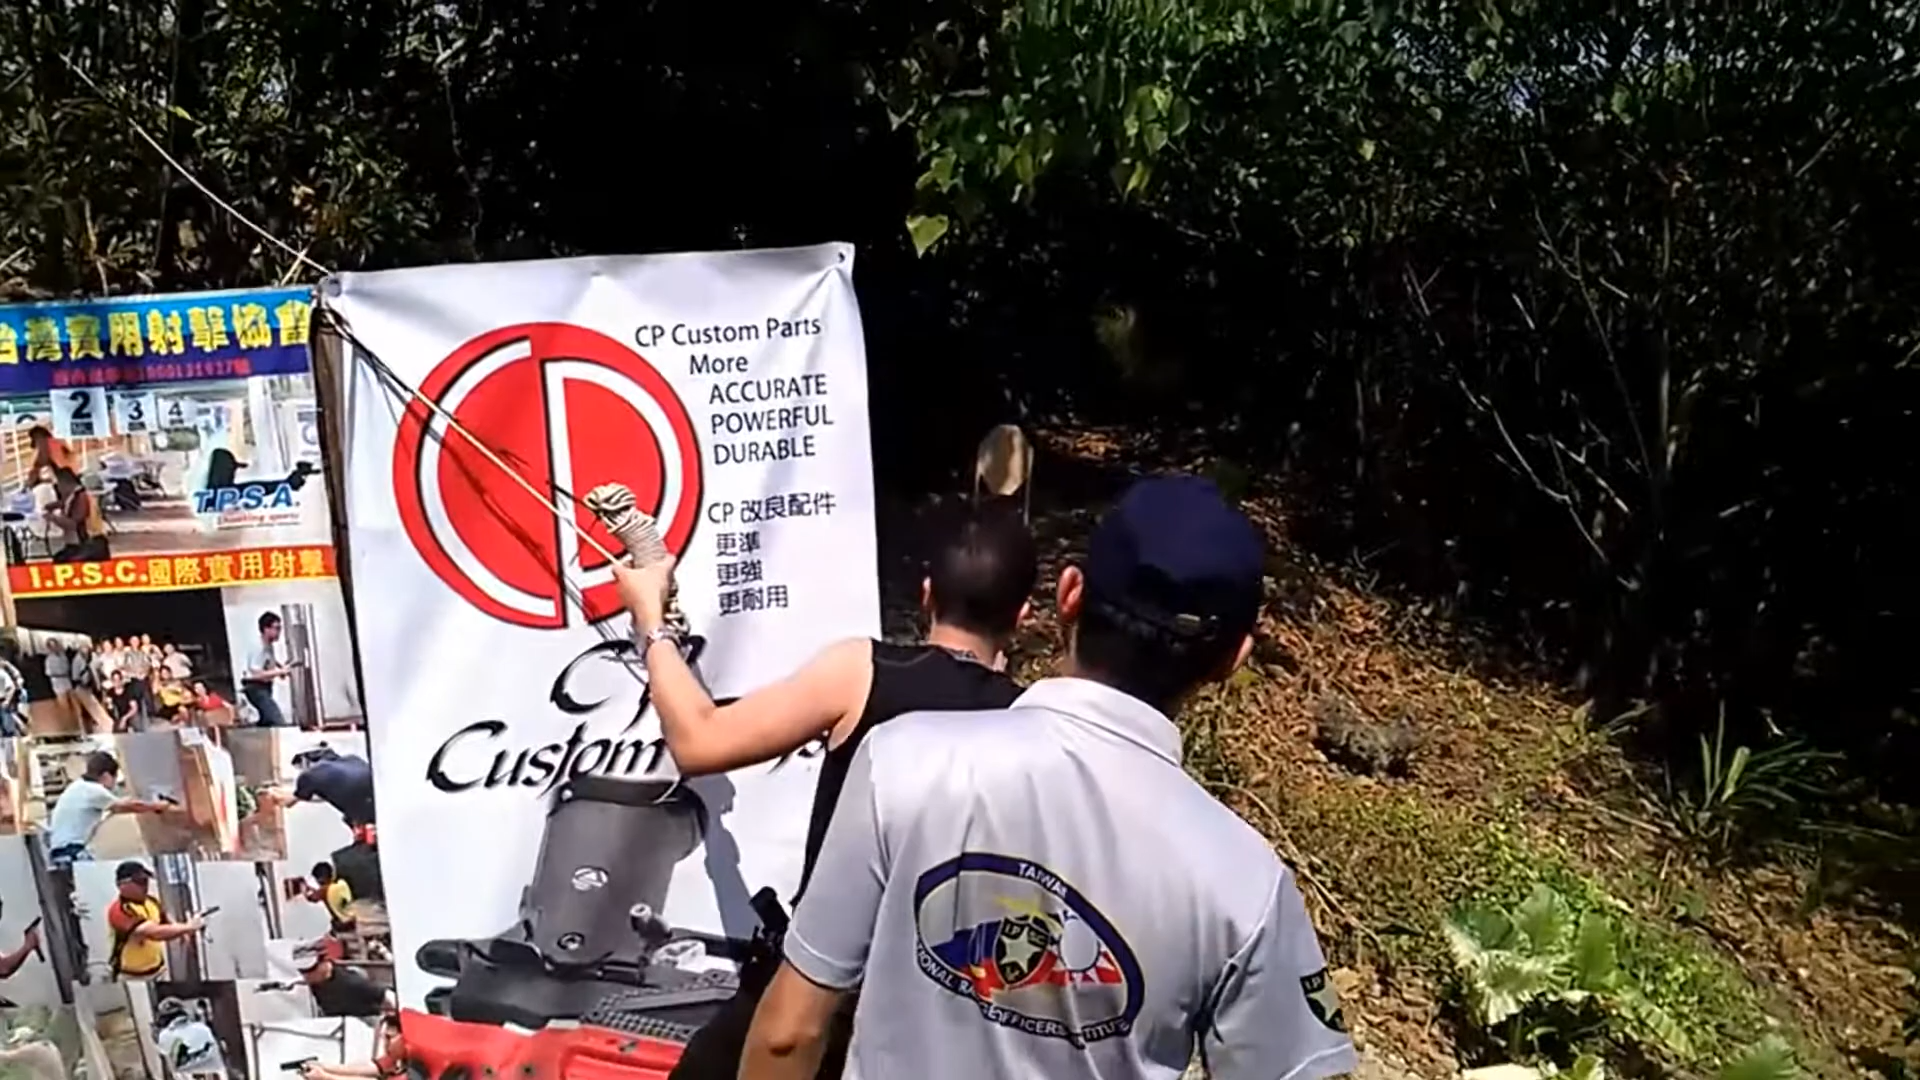 台灣實用射擊協會
2
3
4
T.P.S.A.
Shooting sports
I.P.S.C.國際實用射擊
CP Custom Parts
More
ACCURATE
POWERFUL
DURABLE
CP 改良配件
更準
更強
更耐用
Custom
TAIWAN